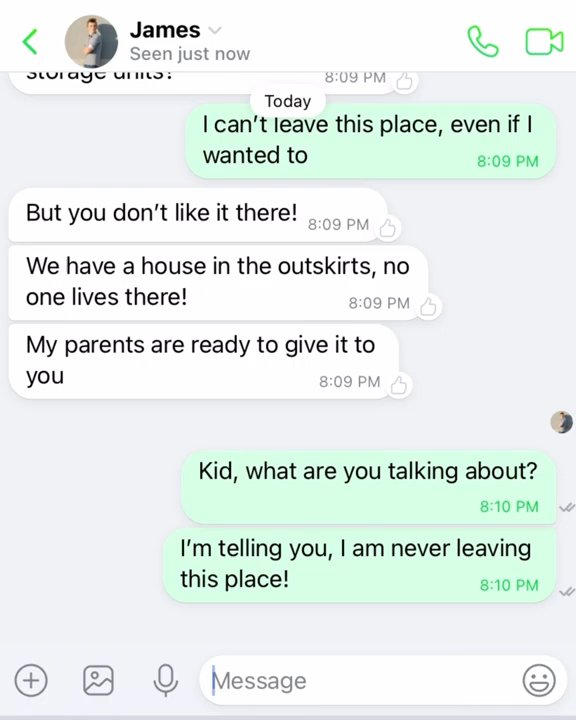 James
Seen just now
storage units?
8:09 PM
Today
I can’t leave this place, even if I
wanted to
8:09 PM
But you don’t like it there!
8:09 PM
We have a house in the outskirts, no
one lives there!
8:09 PM
My parents are ready to give it to
you
8:09 PM
Kid, what are you talking about?
8:10 PM
I’m telling you, I am never leaving
this place!
8:10 PM
Message